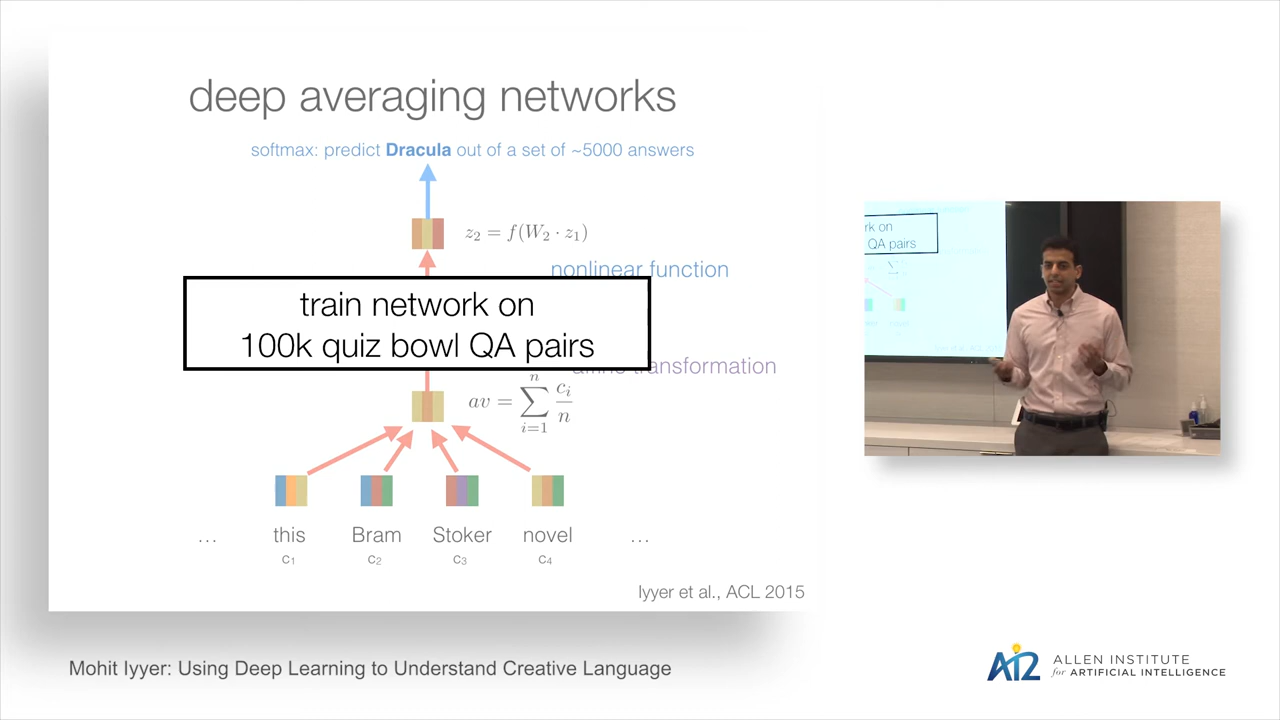 deep averaging networks
softmax: predict Dracula out of a set of ~5000 answers
z₂ = f(W₂ · z₁)
nonlinear function
train network on
100k quiz bowl QA pairs
transformation
av = ∑ⁿᵢ₌₁ cᵢ/n
... this Bram Stoker novel ...
c₁ c₂ c₃ c₄
Iyyer et al., ACL 2015
rk on
QA pairs
Mohit Iyyer: Using Deep Learning to Understand Creative Language
AI2 ALLEN INSTITUTE
for ARTIFICIAL INTELLIGENCE